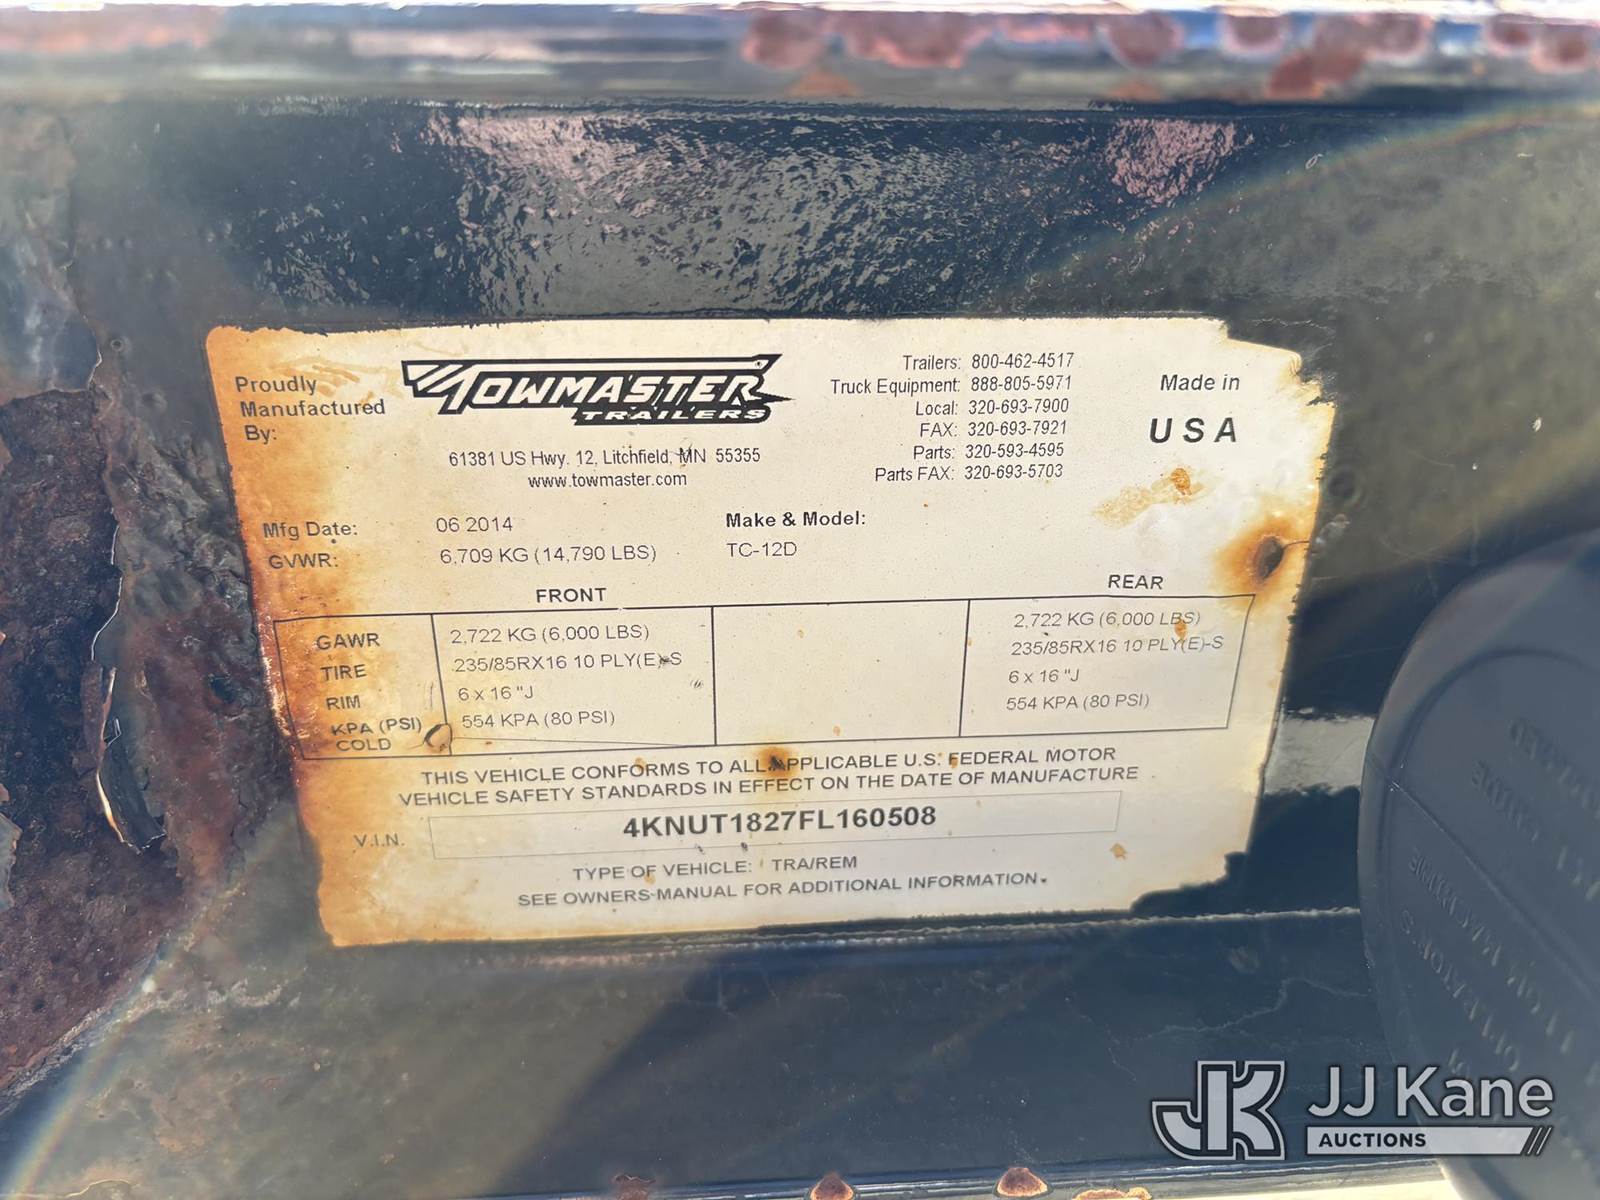 Proudly
Manufactured
By:
TOWMASTER
TRAILERS
61381 US Hwy. 12, Litchfield, MN 55355
www.towmaster.com
Trailers: 800-462-4517
Truck Equipment: 888-805-5971
Local: 320-693-7900
FAX: 320-693-7921
Parts: 320-593-4595
Parts FAX: 320-693-5703
Made in
USA
Mfg Date: 06 2014
GVWR: 6,709 KG (14,790 LBS)
Make & Model:
TC-12D
FRONT REAR
GAWR 2,722 KG (6,000 LBS) 2,722 KG (6,000 LBS)
TIRE 235/85RX16 10 PLY(E)-S 235/85RX16 10 PLY(E)-S
RIM 6 x 16 "J 6 x 16 "J
KPA (PSI) 554 KPA (80 PSI) 554 KPA (80 PSI)
COLD
THIS VEHICLE CONFORMS TO ALL APPLICABLE U.S. FEDERAL MOTOR
VEHICLE SAFETY STANDARDS IN EFFECT ON THE DATE OF MANUFACTURE
V.I.N. 4KNUT1827FL160508
TYPE OF VEHICLE: TRA/REM
SEE OWNERS MANUAL FOR ADDITIONAL INFORMATION.
JK JJ Kane
AUCTIONS